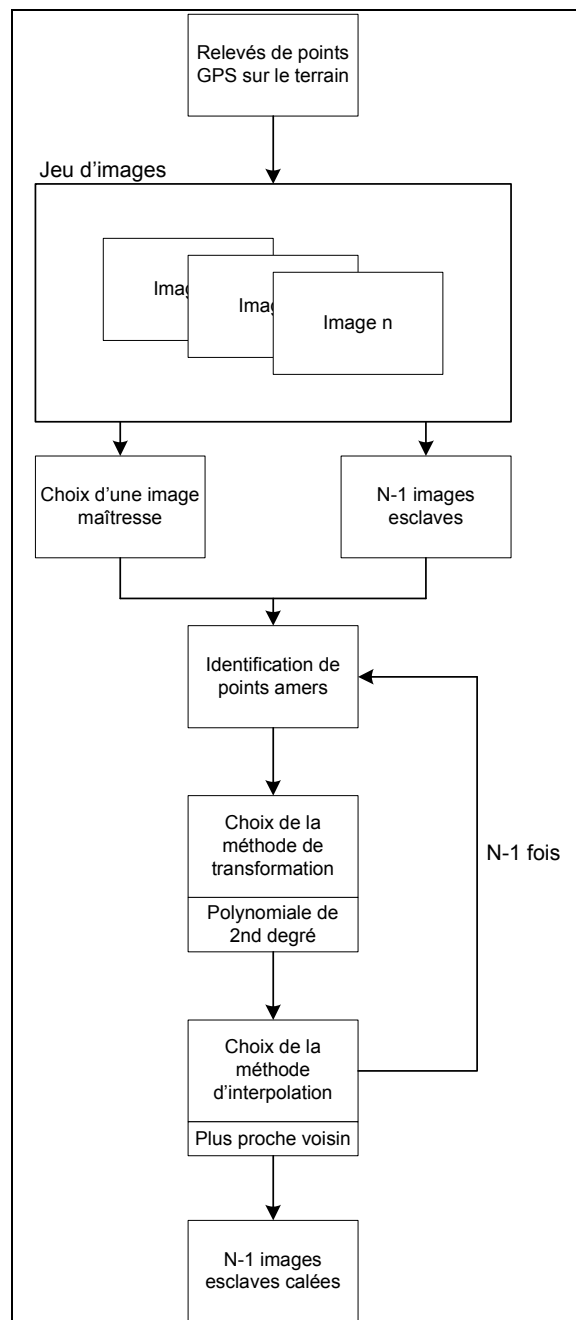 Relevés de points
GPS sur le terrain
Jeu d’images
Imag
Imag
Image n
Choix d’une image
maîtresse
N-1 images
esclaves
Identification de
points amers
Choix de la
méthode de
transformation
Polynomiale de
2nd degré
N-1 fois
Choix de la
méthode
d’interpolation
Plus proche voisin
N-1 images
esclaves calées